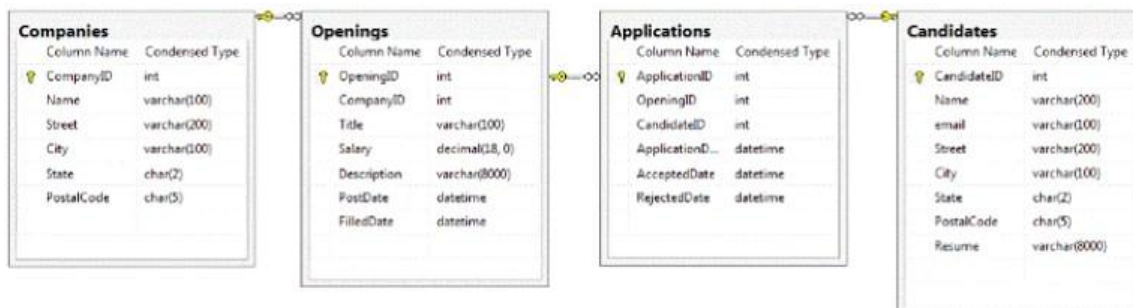 Companies
Column Name Condensed Type
CompanyID int
Name varchar(100)
Street varchar(200)
City varchar(100)
State char(2)
PostalCode char(5)
Openings
Column Name Condensed Type
OpeningID int
CompanyID int
Title varchar(100)
Salary decimal(18, 0)
Description varchar(8000)
PostDate datetime
FilledDate datetime
Applications
Column Name Condensed Type
ApplicationID int
OpeningID int
CandidateID int
ApplicationD... datetime
AcceptedDate datetime
RejectedDate datetime
Candidates
Column Name Condensed Type
CandidateID int
Name varchar(200)
email varchar(100)
Street varchar(200)
City varchar(100)
State char(2)
PostalCode char(5)
Resume varchar(8000)